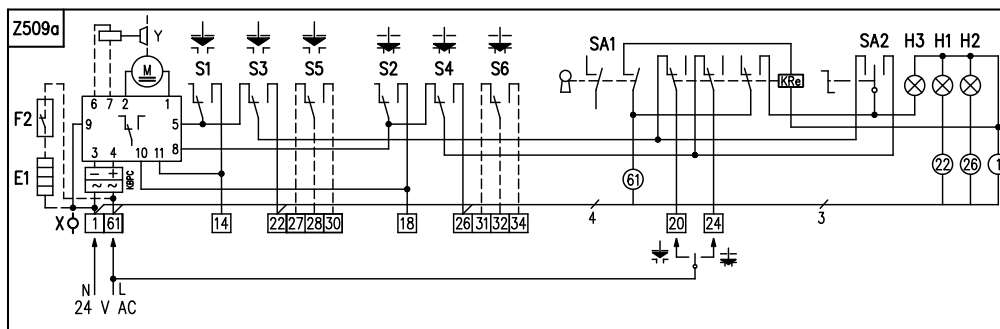 Z509a
Y
M
S1 S3 S5 S2 S4 S6
SA1 SA2 H3 H1 H2
KRe
6 7 2 1
F2
9 5
8
3 4 10 11
E1
- +
~ ~
KBPC
61
22 26 1
4 3
X 1 61 14 22 27 28 30 18 26 31 32 34 20 24
N L
24 V AC